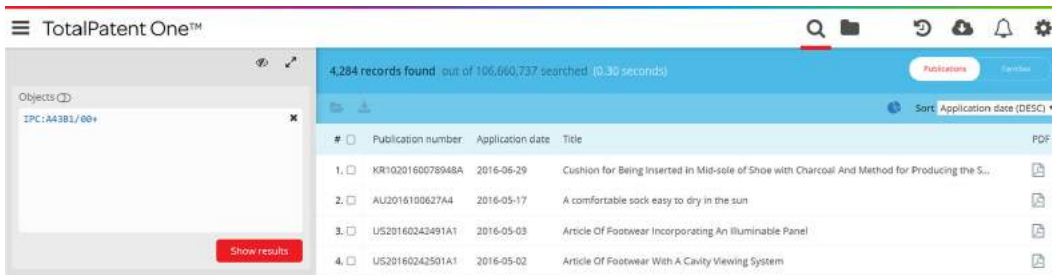 TotalPatent One™
4,284 records found out of 106,660,737 searched (0.30 seconds)
Publications
Families
Objects
IPC:A43B1/00+
Sort Application date (DESC)
# Publication number Application date Title PDF
1. KR1020160078948A 2016-06-29 Cushion for Being Inserted in Mid-sole of Shoe with Charcoal And Method for Producing the S...
2. AU2016100627A4 2016-05-17 A comfortable sock easy to dry in the sun
3. US20160242491A1 2016-05-03 Article Of Footwear Incorporating An Illuminable Panel
4. US20160242501A1 2016-05-02 Article Of Footwear With A Cavity Viewing System
Show results